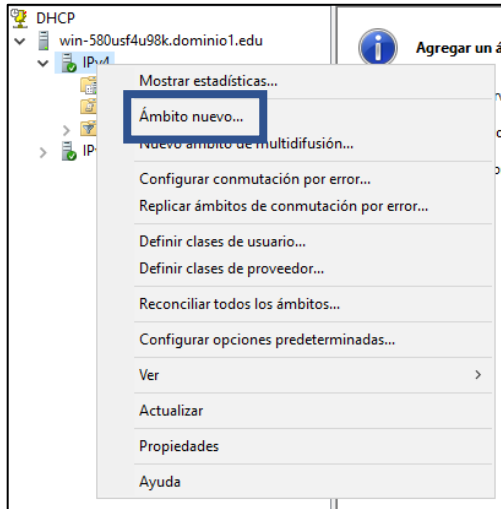 DHCP
win-580usf4u98k.dominio1.edu
IPv4
Agregar un á
Mostrar estadísticas...
Ámbito nuevo...
Nuevo ámbito de multidifusión...
IP
Configurar conmutación por error...
Replicar ámbitos de conmutación por error...
Definir clases de usuario...
Definir clases de proveedor...
Reconciliar todos los ámbitos...
Configurar opciones predeterminadas...
Ver
Actualizar
Propiedades
Ayuda